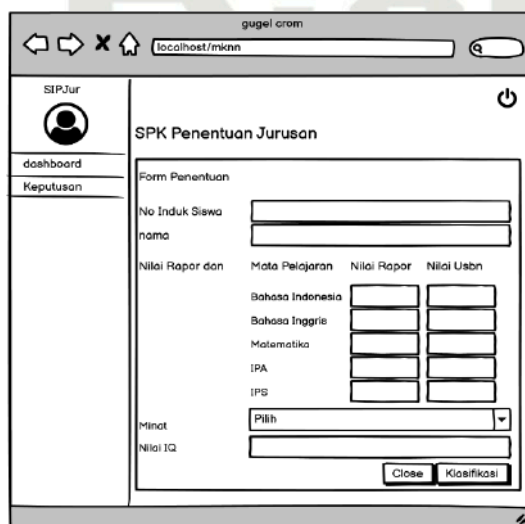 gugel crom
localhost/mknn
SIPJur
SPK Penentuan Jurusan
dashboard
Keputusan
Form Penentuan
No Induk Siswa
nama
Nilai Rapor dan Mata Pelajaran Nilai Rapor Nilai Usbn
Bahasa Indonesia
Bahasa Inggris
Matematika
IPA
IPS
Minat Pilih
Nilai IQ
Close Klasifikasi